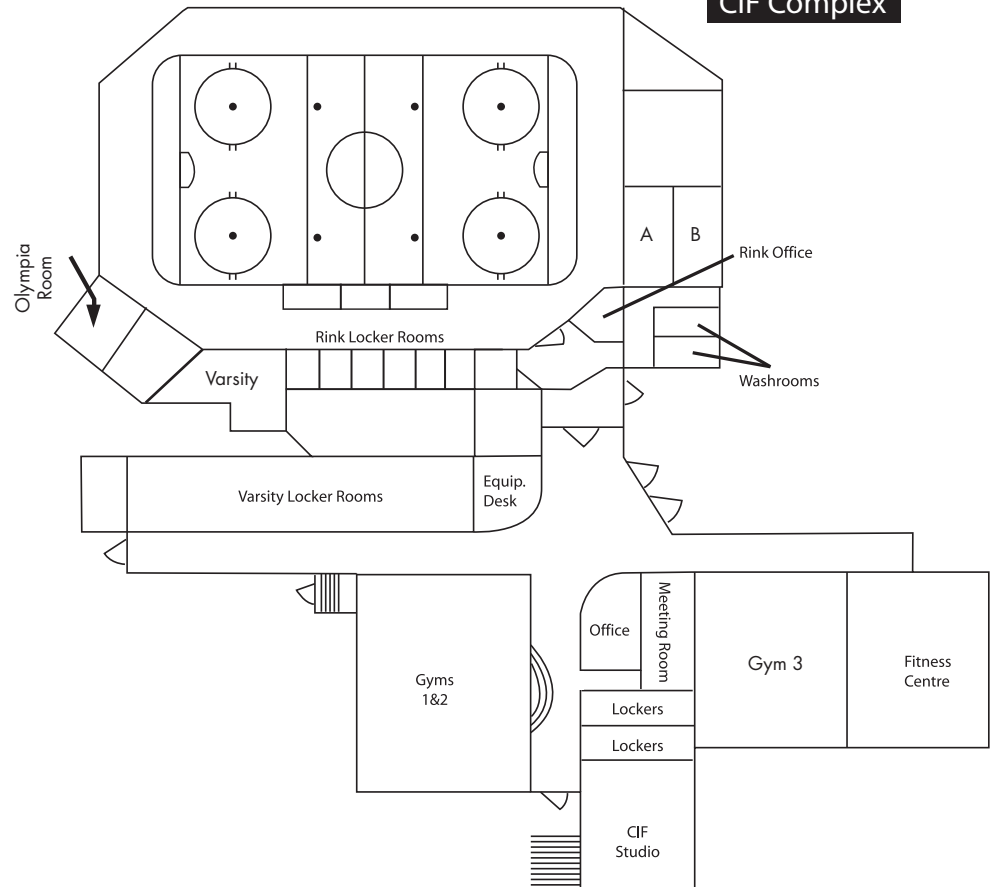 CIF Complex
Olympia
Room
A
B
Rink Office
Rink Locker Rooms
Varsity
Washrooms
Varsity Locker Rooms
Equip.
Desk
Office
Meeting Room
Gym 3
Fitness
Centre
Gyms
1&2
Lockers
Lockers
CIF
Studio